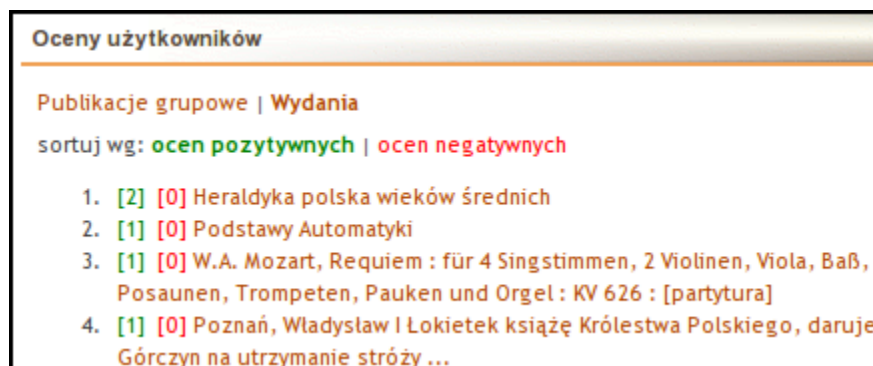 Oceny użytkowników
Publikacje grupowe | Wydania
sortuj wg: ocen pozytywnych | ocen negatywnych
1. [2] [0] Heraldyka polska wieków średnich
2. [1] [0] Podstawy Automatyki
3. [1] [0] W.A. Mozart, Requiem : für 4 Singstimmen, 2 Violinen, Viola, Baß,
Posaunen, Trompeten, Pauken und Orgel : KV 626 : [partytura]
4. [1] [0] Poznań, Władysław I Łokietek książę Królestwa Polskiego, daruje
Górczyn na utrzymanie stróży ...